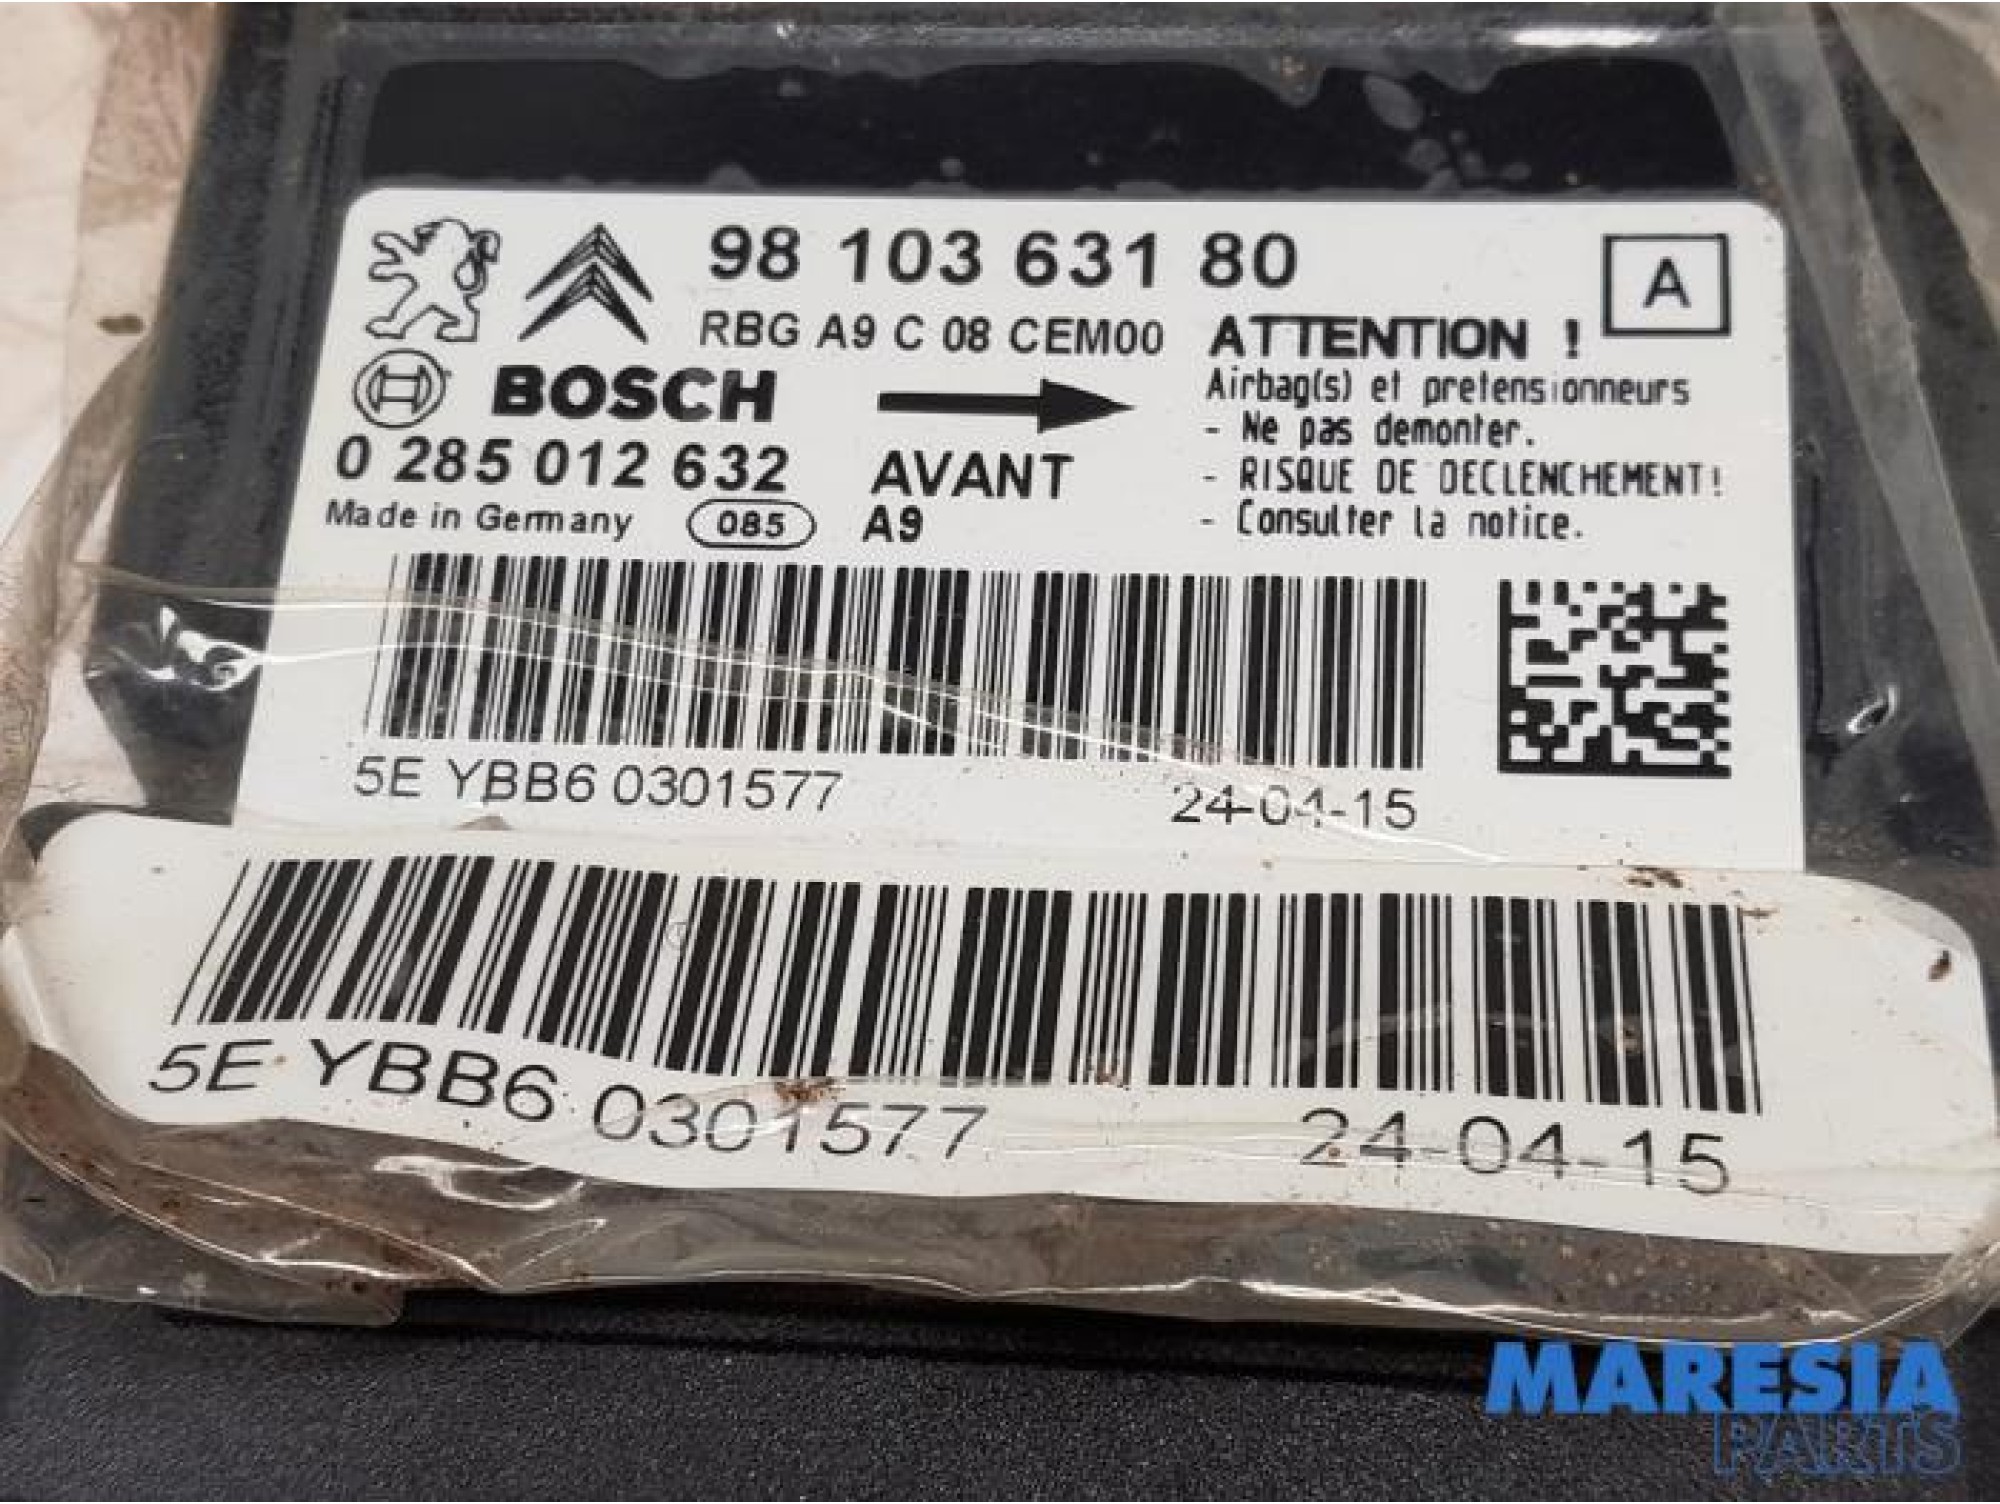 98 103 631 80
A
RBG A9 C 08 CEM00
ATTENTION !
BOSCH
Airbag(s) et pretensionneurs
- Ne pas demonter.
0 285 012 632
AVANT
- RISQUE DE DECLENCHEMENT!
Made in Germany
085
A9
- Consulter la notice.
5E YBB6 0301577
24-04-15
5E YBB6 0301577
24-04-15
MARESIA
PARTS